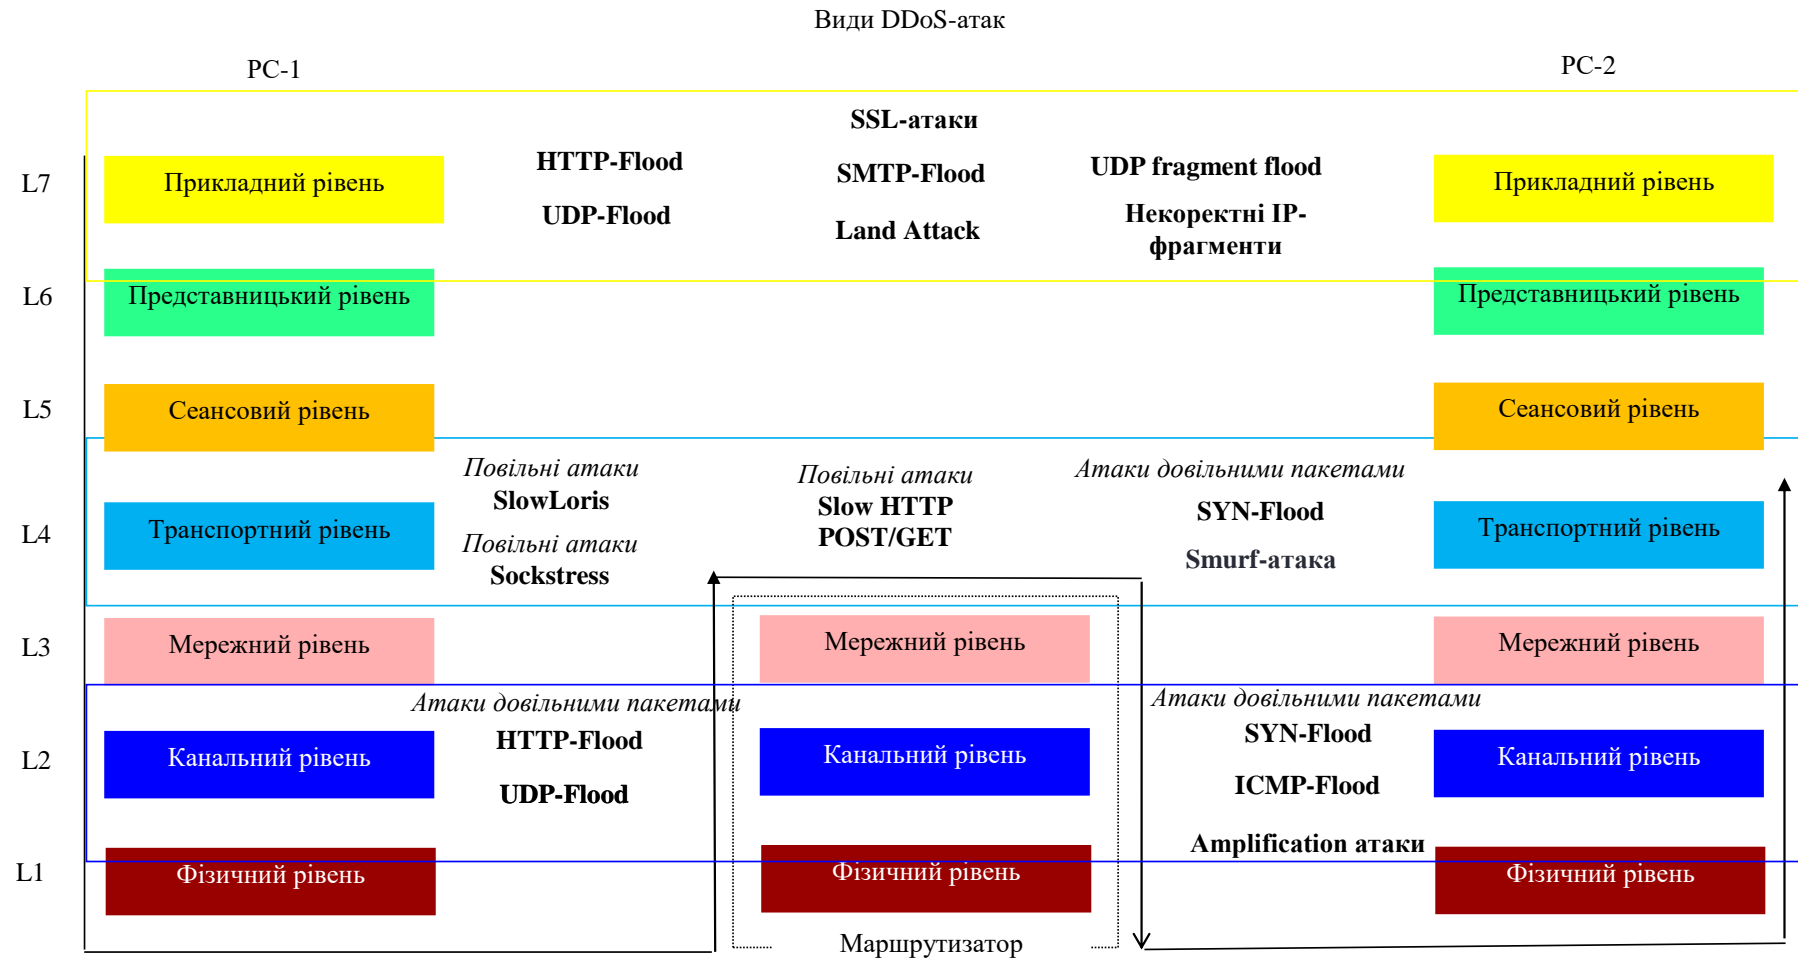 Види DDoS-атак
PC-1
PC-2
SSL-атаки
L7
Прикладний рівень
HTTP-Flood
SMTP-Flood
UDP fragment flood
Прикладний рівень
UDP-Flood
Land Attack
Некоректні IP-
фрагменти
L6
Представницький рівень
Представницький рівень
L5
Сеансовий рівень
Сеансовий рівень
Повільні атаки
SlowLoris
Повільні атаки
Slow HTTP
POST/GET
Атаки довільними пакетами
SYN-Flood
L4
Транспортний рівень
Транспортний рівень
Повільні атаки
Sockstress
Smurf-атака
L3
Мережний рівень
Мережний рівень
Мережний рівень
Атаки довільними пакетами
Атаки довільними пакетами
HTTP-Flood
SYN-Flood
L2
Канальний рівень
Канальний рівень
Канальний рівень
UDP-Flood
ICMP-Flood
Amplification атаки
L1
Фізичний рівень
Фізичний рівень
Фізичний рівень
Маршрутизатор